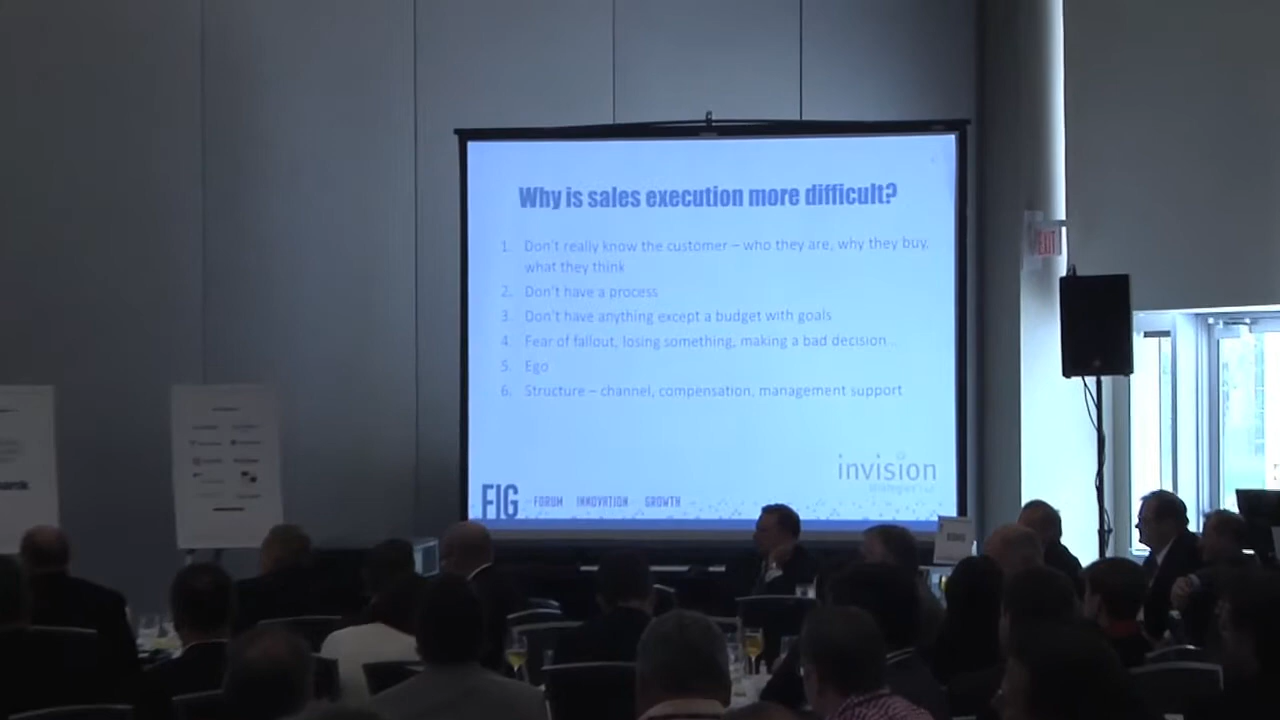 Why is sales execution more difficult?
1. Don't really know the customer – who they are, why they buy,
what they think
2. Don't have a process
3. Don't have anything except a budget with goals
4. Fear of fallout, losing something, making a bad decision...
5. Ego
6. Structure – channel, compensation, management support
invision
FIG FORUM INNOVATION GROWTH
EXIT